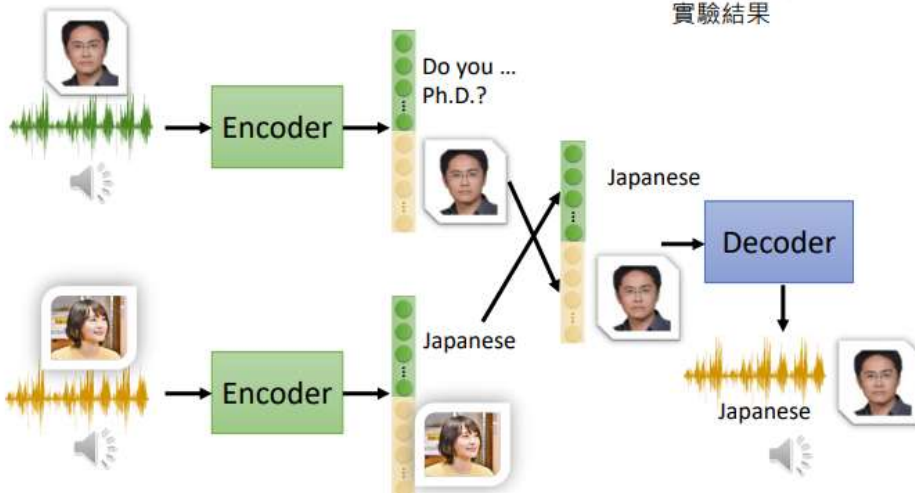 實驗結果
Do you ...
Ph.D.?
Encoder
Japanese
Decoder
Japanese
Encoder
Japanese